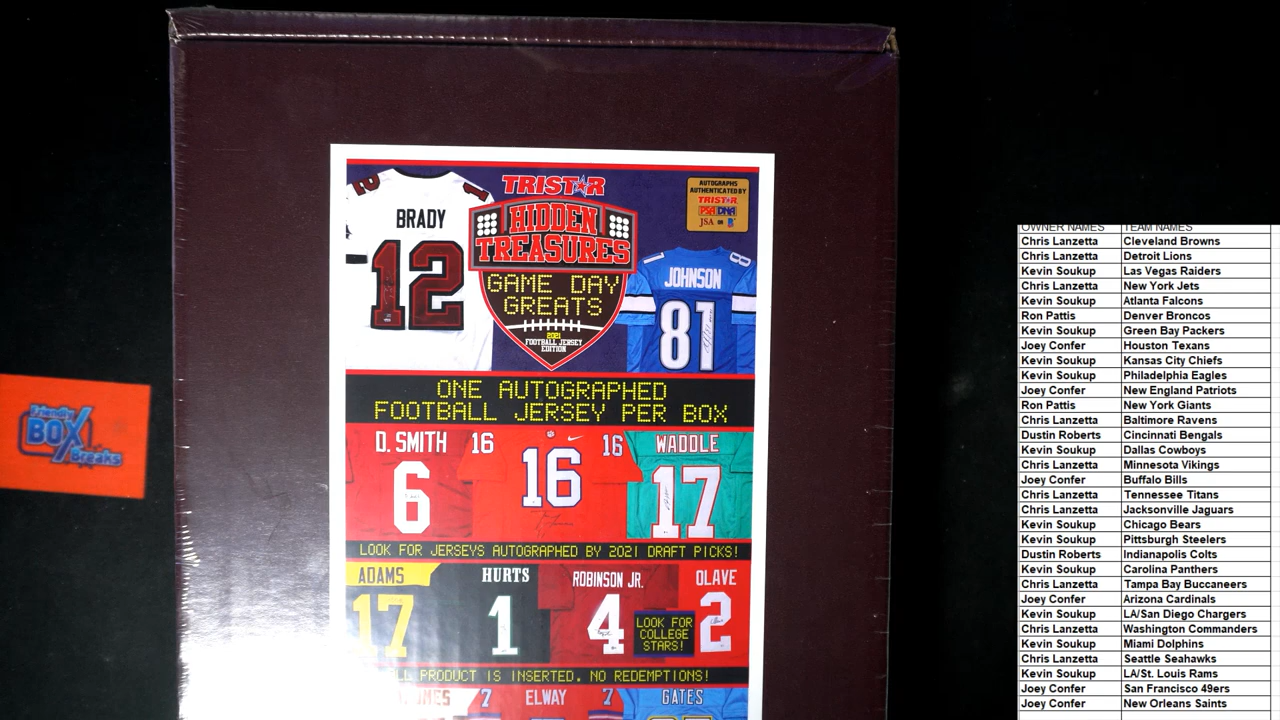 TRISTAR
HIDDEN
TREASURES
GAME DAY
GREATS
2021
FOOTBALL JERSEY
EDITION
AUTOGRAPHS
AUTHENTICATED BY
TRISTAR
PSA DNA
JSA OR
BRADY
12
JOHNSON
81
ONE AUTOGRAPHED
FOOTBALL JERSEY PER BOX
D. SMITH
6
16
16
16
WADDLE
17
LOOK FOR JERSEYS AUTOGRAPHED BY 2021 DRAFT PICKS!
ADAMS
17
HURTS
1
ROBINSON JR.
4
LOOK FOR
COLLEGE
STARS!
OLAVE
2
PRODUCT IS INSERTED. NO REDEMPTIONS!
7
ELWAY
7
GATES
Friendly
BOX
Breaks
OWNER NAMES TEAM NAMES
Chris Lanzetta Cleveland Browns
Chris Lanzetta Detroit Lions
Kevin Soukup Las Vegas Raiders
Chris Lanzetta New York Jets
Kevin Soukup Atlanta Falcons
Ron Pattis Denver Broncos
Kevin Soukup Green Bay Packers
Joey Confer Houston Texans
Kevin Soukup Kansas City Chiefs
Kevin Soukup Philadelphia Eagles
Joey Confer New England Patriots
Ron Pattis New York Giants
Chris Lanzetta Baltimore Ravens
Dustin Roberts Cincinnati Bengals
Kevin Soukup Dallas Cowboys
Chris Lanzetta Minnesota Vikings
Joey Confer Buffalo Bills
Chris Lanzetta Tennessee Titans
Chris Lanzetta Jacksonville Jaguars
Kevin Soukup Chicago Bears
Kevin Soukup Pittsburgh Steelers
Dustin Roberts Indianapolis Colts
Kevin Soukup Carolina Panthers
Chris Lanzetta Tampa Bay Buccaneers
Joey Confer Arizona Cardinals
Kevin Soukup LA/San Diego Chargers
Chris Lanzetta Washington Commanders
Kevin Soukup Miami Dolphins
Chris Lanzetta Seattle Seahawks
Kevin Soukup LA/St. Louis Rams
Joey Confer San Francisco 49ers
Joey Confer New Orleans Saints